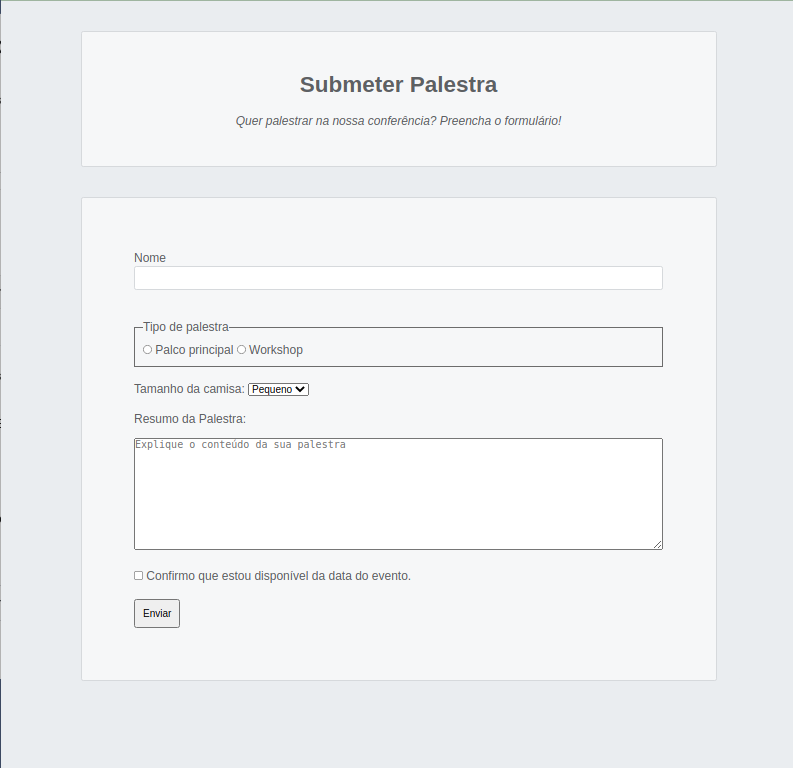 Submeter Palestra
Quer palestrar na nossa conferência? Preencha o formulário!
Nome
Tipo de palestra
Palco principal Workshop
Tamanho da camisa: Pequeno
Resumo da Palestra:
Explique o conteúdo da sua palestra
Confirmo que estou disponível da data do evento.
Enviar